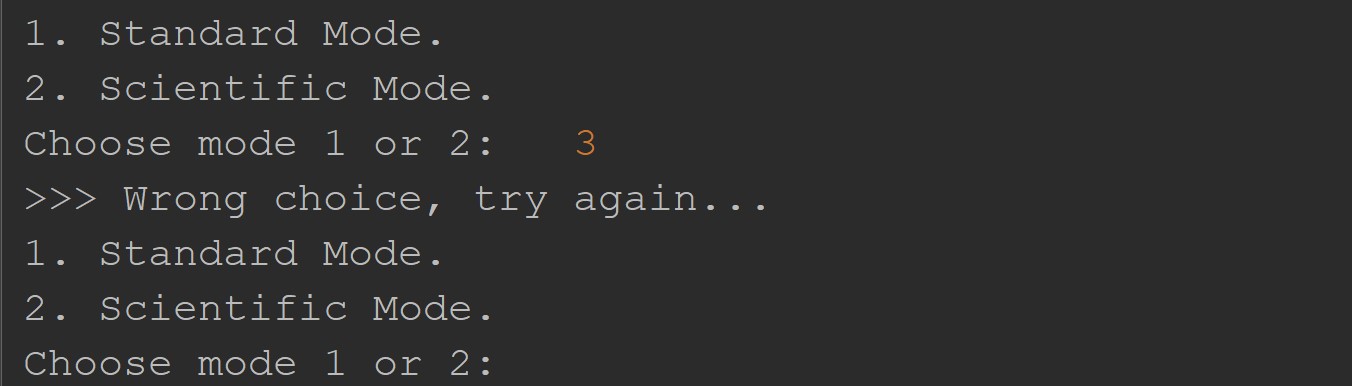 1. Standard Mode.
2. Scientific Mode.
Choose mode 1 or 2:   3
>>> Wrong choice, try again...
1. Standard Mode.
2. Scientific Mode.
Choose mode 1 or 2: